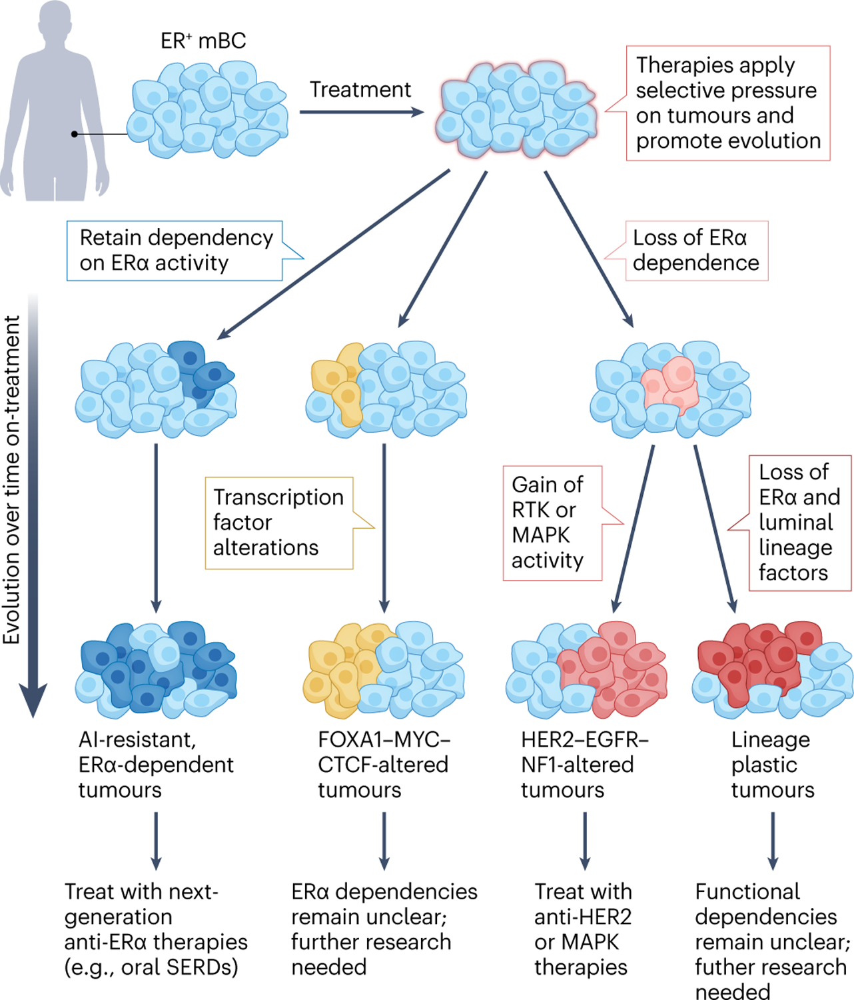 ER⁺ mBC
Treatment
Therapies apply
selective pressure
on tumours and
promote evolution
Retain dependency
on ERα activity
Loss of ERα
dependence
Evolution over time on-treatment
Transcription
factor
alterations
Gain of
RTK or
MAPK
activity
Loss of
ERα and
luminal
lineage
factors
AI-resistant,
ERα-dependent
tumours
FOXA1–MYC–
CTCF-altered
tumours
HER2–EGFR–
NF1-altered
tumours
Lineage
plastic
tumours
Treat with next-
generation
anti-ERα therapies
(e.g., oral SERDs)
ERα dependencies
remain unclear;
further research
needed
Treat with
anti-HER2
or MAPK
therapies
Functional
dependencies
remain unclear;
futher research
needed